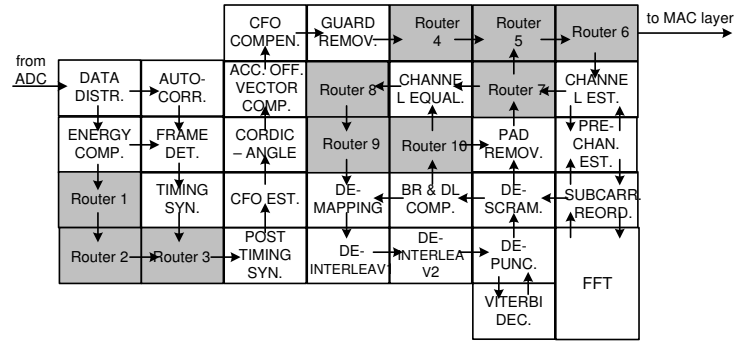 CFO
COMPEN.
GUARD
REMOV.
Router
4
Router
5
Router 6
to MAC layer
from
ADC
DATA
DISTR.
AUTO-
CORR.
ACC. OFF.
VECTOR
COMP.
Router 8
CHANNE
L EQUAL.
Router 7
CHANNE
L EST.
ENERGY
COMP.
FRAME
DET.
CORDIC
– ANGLE
Router 9
Router 10
PAD
REMOV.
PRE-
CHAN.
EST.
Router 1
TIMING
SYN.
CFO EST.
DE-
MAPPING
BR & DL
COMP.
DE-
SCRAM.
SUBCARR.
REORD.
Router 2
Router 3
POST
TIMING
SYN.
DE-
INTERLEAV1
DE-
INTERLEA
V2
DE-
PUNC.
FFT
VITERBI
DEC.